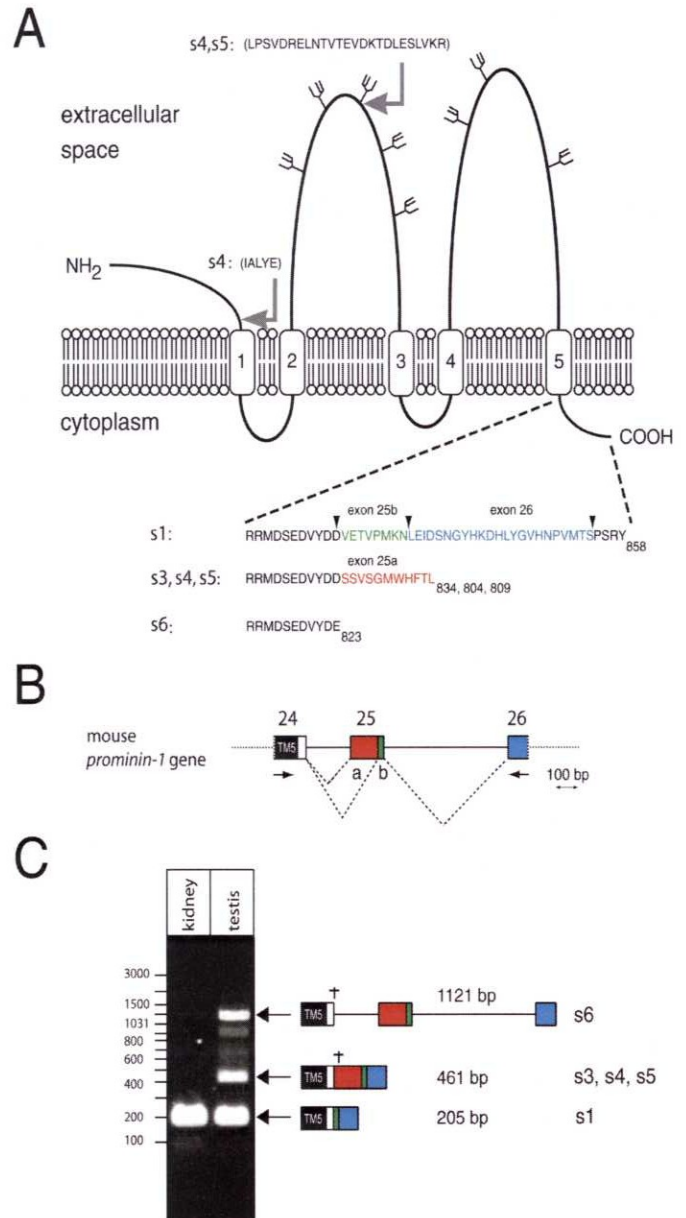 A
s4,s5: (LPSVDRELNTVTEVDKTDLESLVKR)
extracellular
space
NH2
s4: (IALYE)
1 2 3 4 5
cytoplasm
COOH
exon 25b exon 26
s1: RRMDSEDVYDDVETVPMKNLEIDSNGYHKDHLYGVHNPVMTSPSRY858
exon 25a
s3, s4, s5: RRMDSEDVYDDSSVSGMWHFTL834, 804, 809
s6: RRMDSEDVYDE823
B
24 25 26
mouse
prominin-1 gene
TM5
a b
100 bp
C
kidney testis
3000
1500
1031
800
600
400
200
100
† 1121 bp
TM5 s6
†
TM5 461 bp s3, s4, s5
TM5 205 bp s1